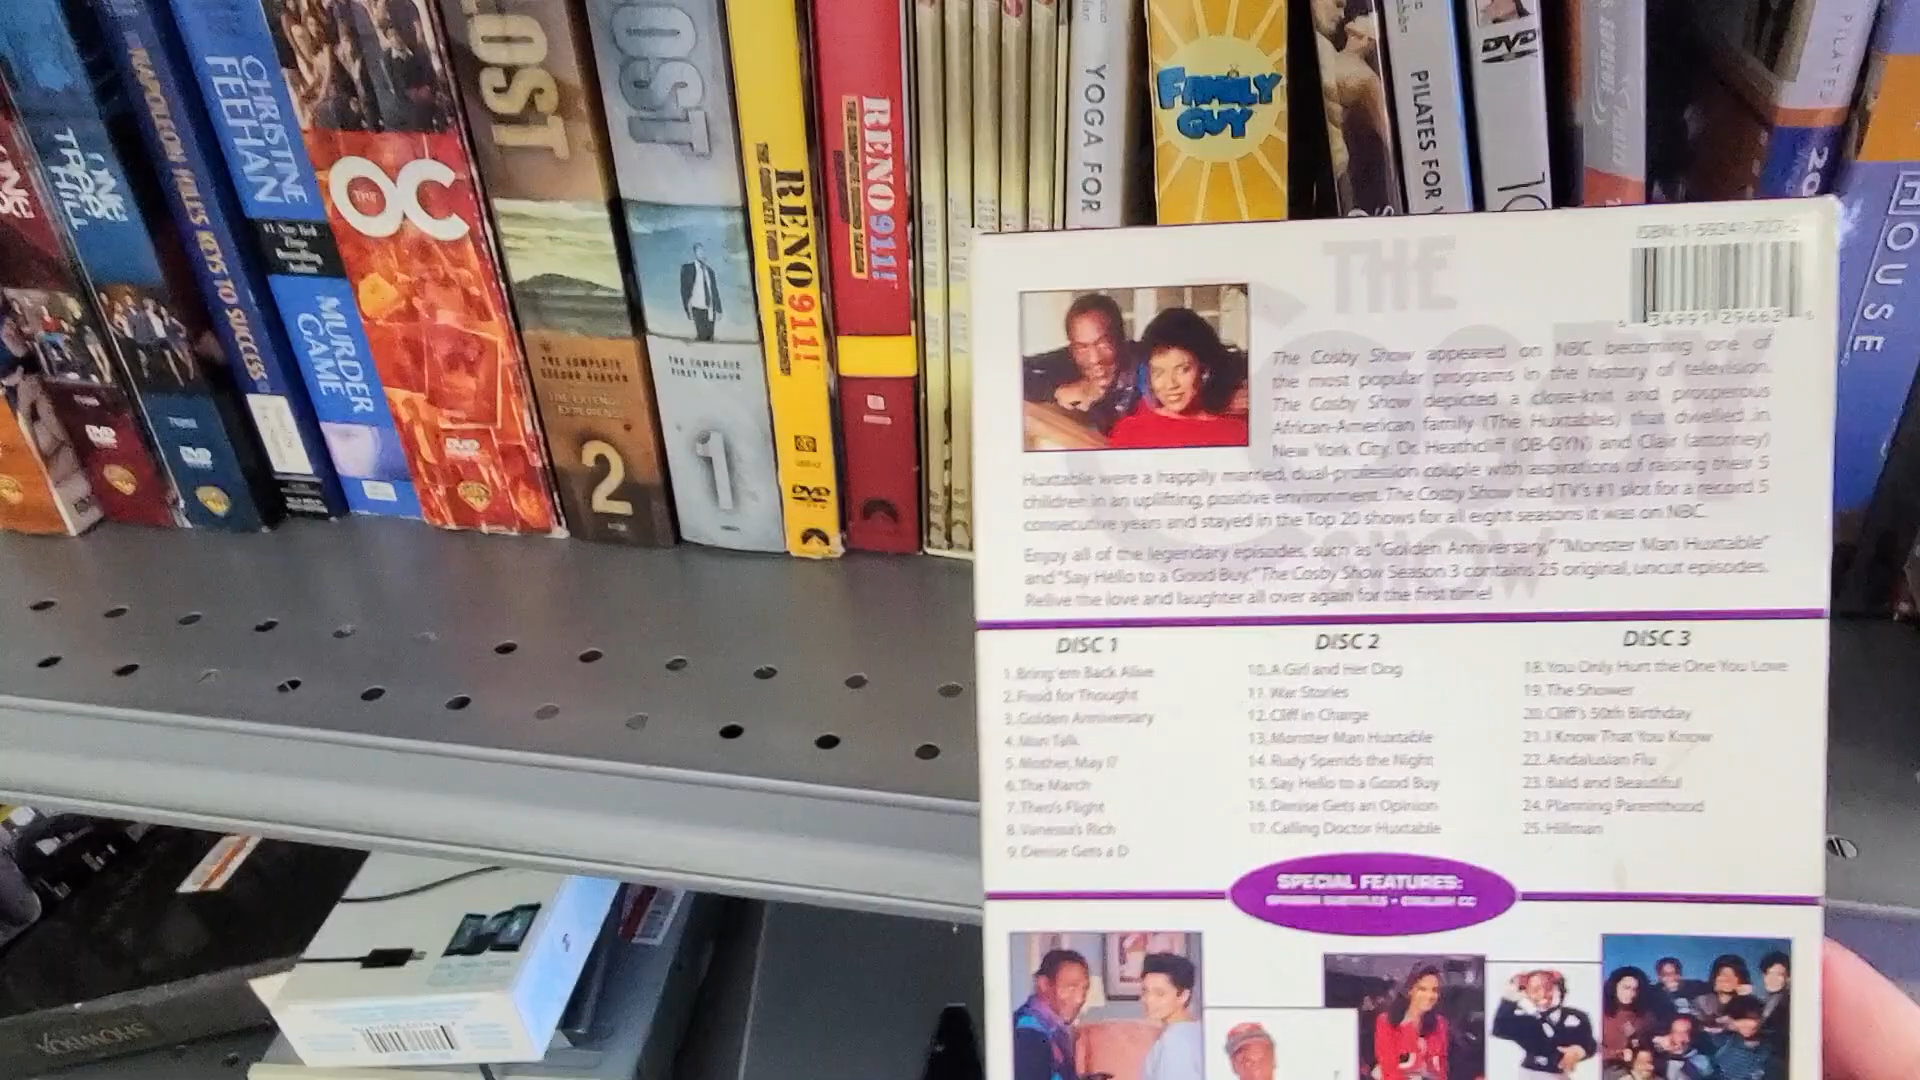 ONE
TREE
HILL
NAPOLEON HILL'S KEYS TO SUCCESS
CHRISTINE
FEEHAN
#1 New York
MURDER
GAME
THE OC
DVD
LOST
THE COMPLETE
SECOND SEASON
THE EXTENDED
EXPERIENCE
2
LOST
THE COMPLETE
FIRST SEASON
1
RENO 911!
DVD
RENO 911!
YOGA FOR
FAMILY
GUY
PILATES FOR
DVD
PILATES
HOUSE
SHOWBOX
THE
COSBY
SHOW
6 34991 29662 6
The Cosby Show appeared on NBC becoming one of
the most popular programs in the history of television.
The Cosby Show depicted a close-knit and prosperous
African-American family (The Huxtables) that dwelled in
New York City. Dr. Heathcliff (OB-GYN) and Clair (attorney)
Huxtable were a happily married, dual-profession couple with aspirations of raising their 5
children in an uplifting, positive environment. The Cosby Show held TV's #1 slot for a record 5
consecutive years and stayed in the Top 20 shows for all eight seasons it was on NBC.
Enjoy all of the legendary episodes, such as "Golden Anniversary," "Monster Man Huxtable"
and "Say Hello to a Good Buy." The Cosby Show Season 3 contains 25 original, uncut episodes.
Relive the love and laughter all over again for the first time!
DISC 1
1. Bring 'em Back Alive
2. Food for Thought
3. Golden Anniversary
4. Man Talk
5. Mother, May I?
6. The March
7. Theo's Flight
8. Vanessa's Rich
9. Denise Gets a D
DISC 2
10. A Girl and Her Dog
11. War Stories
12. Cliff in Charge
13. Monster Man Huxtable
14. Rudy Spends the Night
15. Say Hello to a Good Buy
16. Denise Gets an Opinion
17. Calling Doctor Huxtable
DISC 3
18. You Only Hurt the One You Love
19. The Shower
20. Cliff's 50th Birthday
21. I Know That You Know
22. Andalusian Flu
23. Bald and Beautiful
24. Planning Parenthood
25. Hillman
SPECIAL FEATURES:
SPANISH SUBTITLES • ENGLISH CC